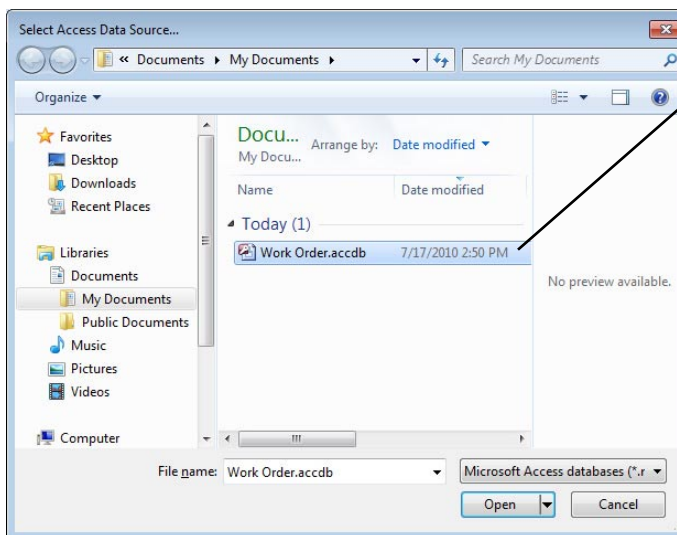 Select Access Data Source...
« Documents My Documents Search My Documents
Organize
Favorites
Desktop
Downloads
Recent Places
Libraries
Documents
My Documents
Public Documents
Music
Pictures
Videos
Computer
Docu...
My Docu...
Arrange by: Date modified
Name Date modified
Today (1)
Work Order.accdb 7/17/2010 2:50 PM
No preview available.
File name: Work Order.accdb Microsoft Access databases (*.r
Open Cancel